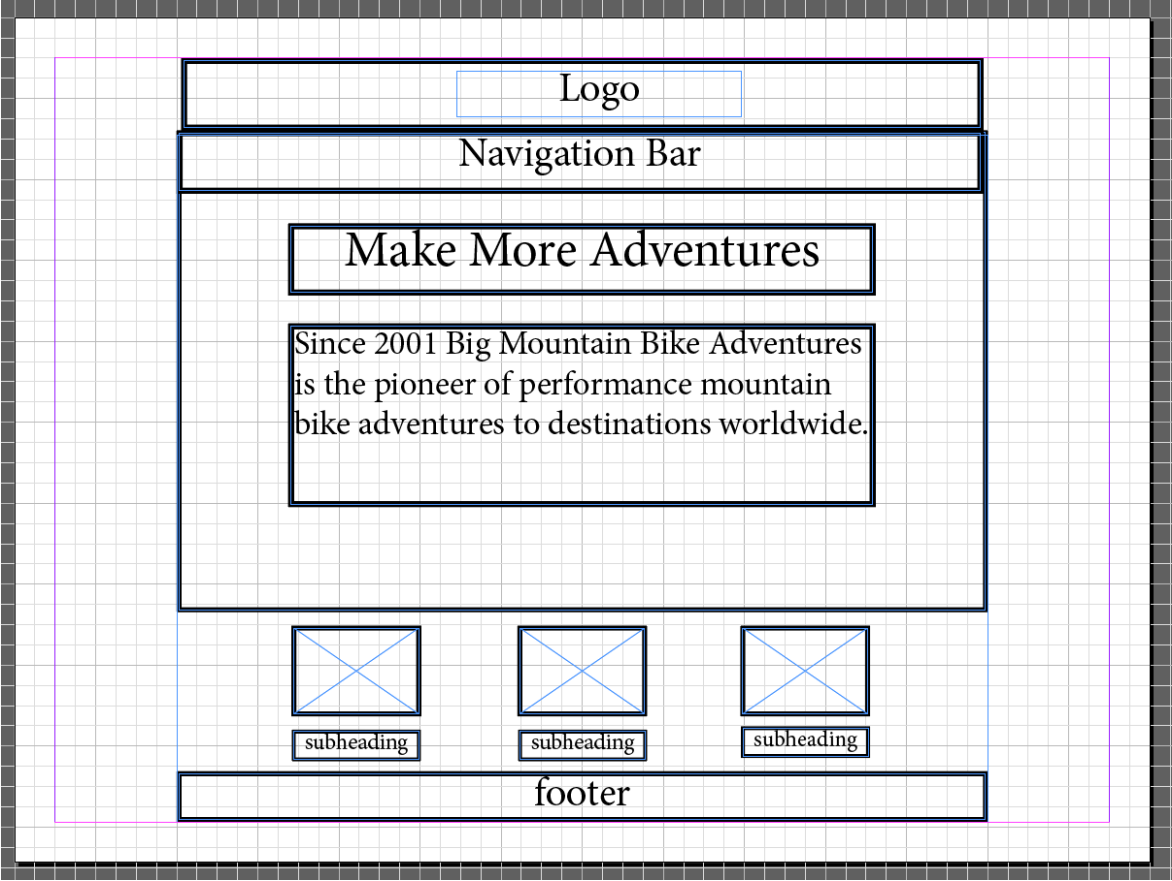 Logo
Navigation Bar
Make More Adventures
Since 2001 Big Mountain Bike Adventures
is the pioneer of performance mountain
bike adventures to destinations worldwide.
subheading
subheading
subheading
footer